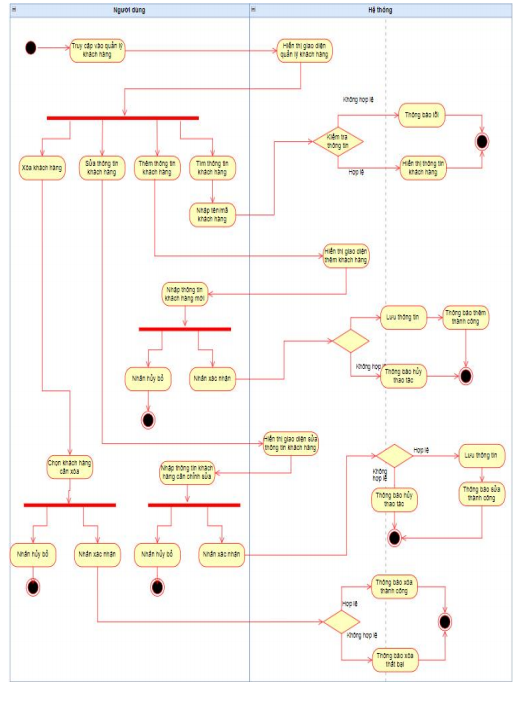 Người dùng
Hệ thống
Truy cập vào quản lý
khách hàng
Hiển thị giao diện
quản lý khách hàng
Không hợp lệ
Thông báo lỗi
Kiểm tra
thông tin
Xóa khách hàng
Sửa thông tin
khách hàng
Thêm thông tin
khách hàng
Tìm thông tin
khách hàng
Hợp lệ
Hiển thị thông tin
khách hàng
Nhập tên/mã
khách hàng
Hiển thị giao diện
thêm khách hàng
Nhập thông tin
khách hàng mới
Lưu thông tin
Thông báo thêm
thành công
Không hợp lệ
Nhấn hủy bỏ
Nhấn xác nhận
Thông báo hủy
thao tác
Hiển thị giao diện sửa
thông tin khách hàng
Hợp lệ
Lưu thông tin
Chọn khách hàng
cần xóa
Nhập thông tin khách
hàng cần chỉnh sửa
Không
hợp lệ
Thông báo hủy
thao tác
Thông báo sửa
thành công
Nhấn hủy bỏ
Nhấn xác nhận
Nhấn hủy bỏ
Nhấn xác nhận
Thông báo xóa
thành công
Hợp lệ
Không hợp lệ
Thông báo xóa
thất bại